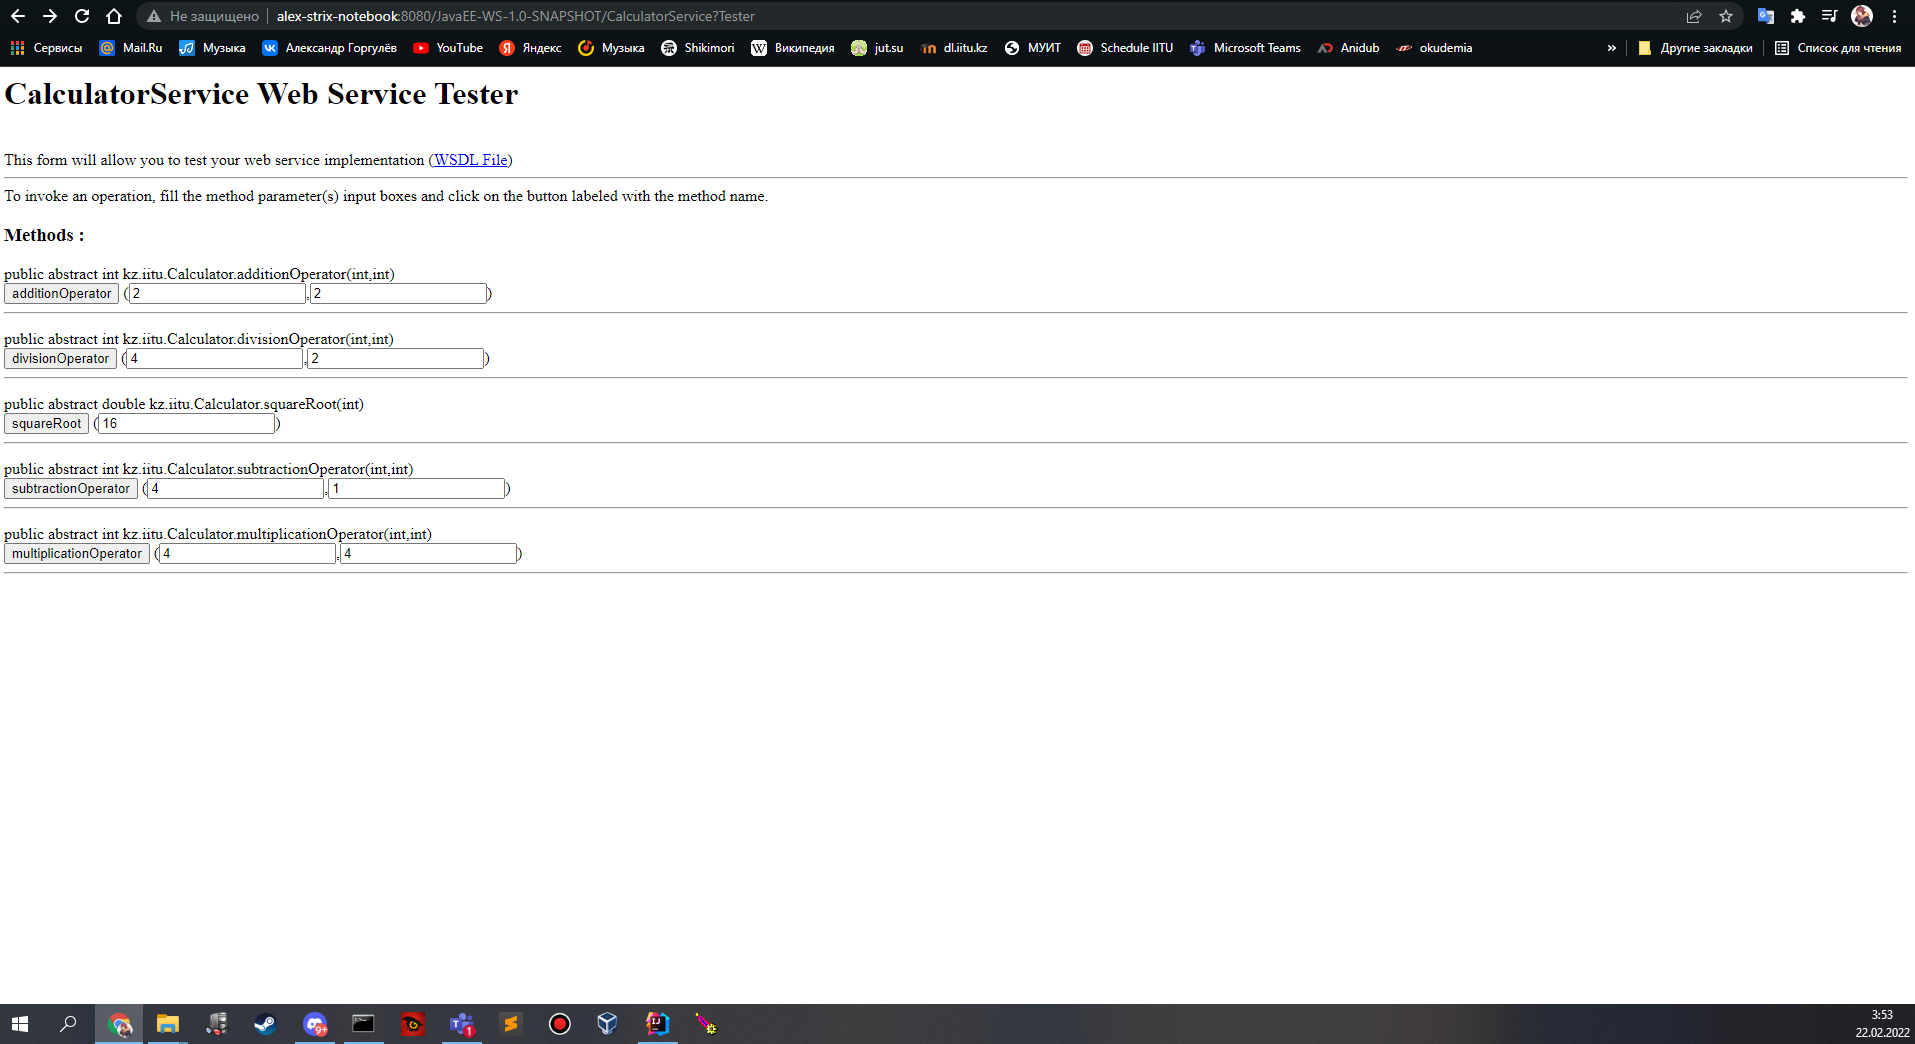 Не защищено alex-strix-notebook:8080/JavaEE-WS-1.0-SNAPSHOT/CalculatorService?Tester
Сервисы Mail.Ru Музыка Александр Горгулёв YouTube Яндекс Музыка Shikimori Википедия jut.su dl.iitu.kz МУИТ Schedule IITU Microsoft Teams Anidub okudemia » Другие закладки Список для чтения
CalculatorService Web Service Tester
This form will allow you to test your web service implementation (WSDL File)
To invoke an operation, fill the method parameter(s) input boxes and click on the button labeled with the method name.
Methods :
public abstract int kz.iitu.Calculator.additionOperator(int,int)
additionOperator (2,2)
public abstract int kz.iitu.Calculator.divisionOperator(int,int)
divisionOperator (4,2)
public abstract double kz.iitu.Calculator.squareRoot(int)
squareRoot (16)
public abstract int kz.iitu.Calculator.subtractionOperator(int,int)
subtractionOperator (4,1)
public abstract int kz.iitu.Calculator.multiplicationOperator(int,int)
multiplicationOperator (4,4)
9+ 1
3:53
22.02.2022